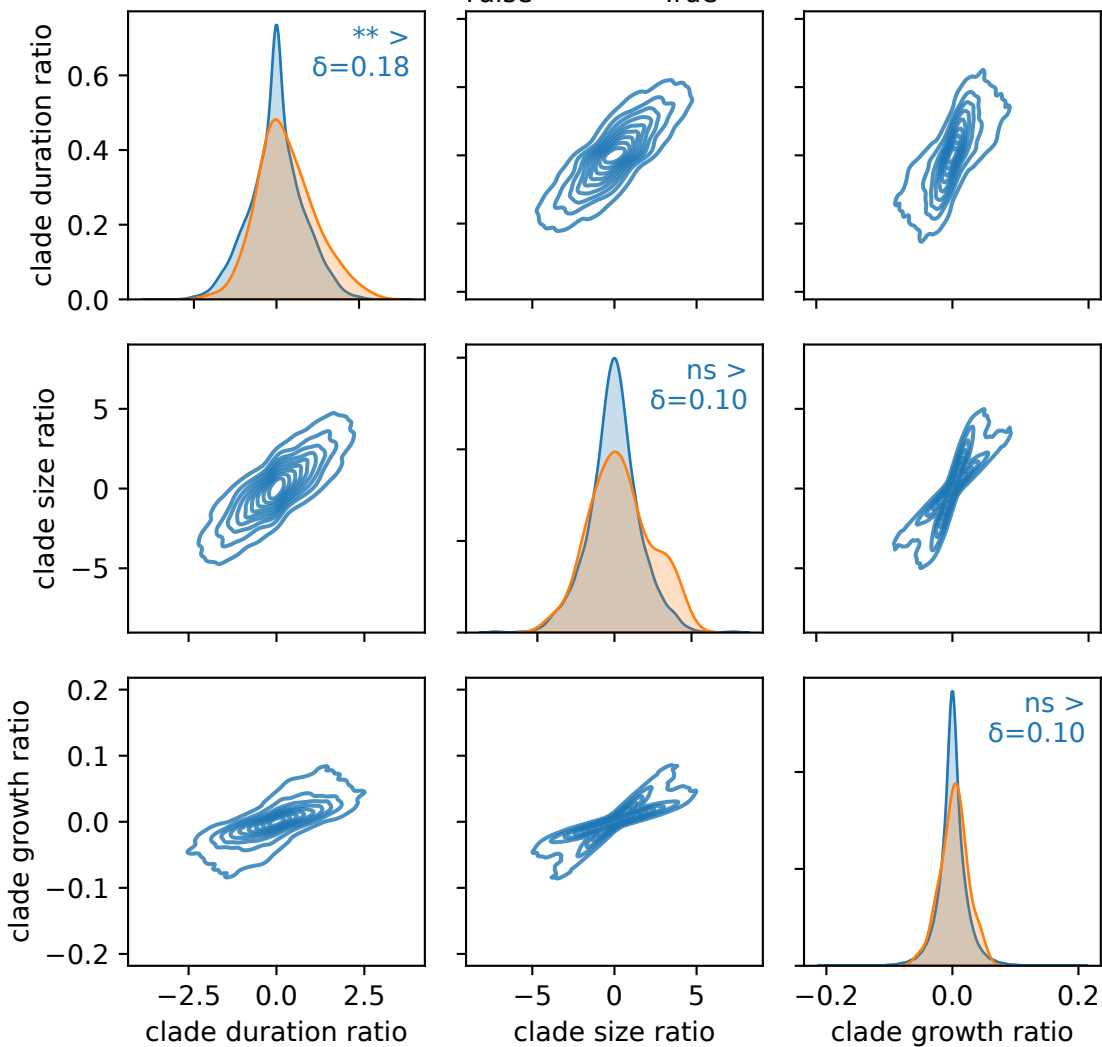 clade duration ratio
0.6
0.4
0.2
0.0
** >
δ=0.18
clade size ratio
5
0
−5
ns >
δ=0.10
clade growth ratio
0.2
0.1
0.0
−0.1
−0.2
ns >
δ=0.10
−2.5 0.0 2.5
−5 0 5
−0.2 0.0 0.2
clade duration ratio
clade size ratio
clade growth ratio